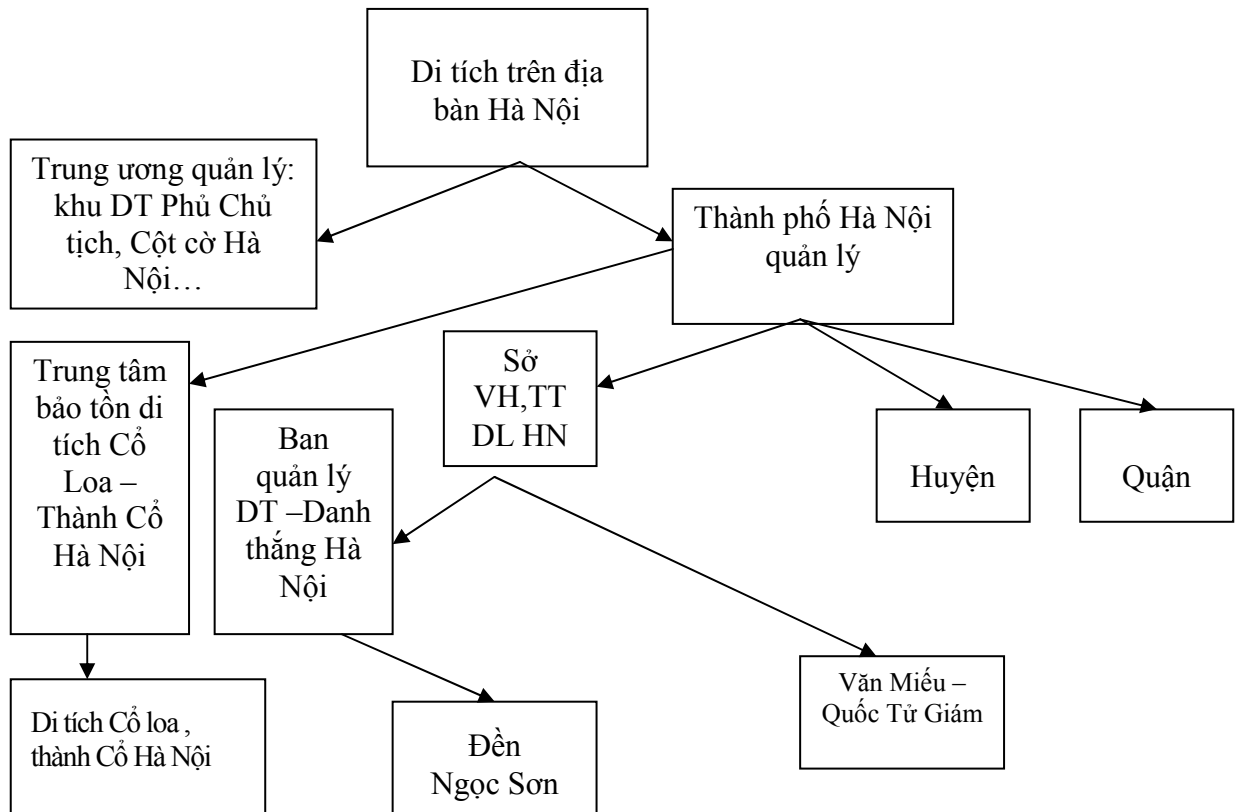 Di tích trên địa
bàn Hà Nội
Trung ương quản lý:
khu DT Phủ Chủ
tịch, Cột cờ Hà
Nội…
Thành phố Hà Nội
quản lý
Trung tâm
bảo tồn di
tích Cổ
Loa –
Thành Cổ
Hà Nội
Sở
VH,TT
DL HN
Ban
quản lý
DT –Danh
thắng Hà
Nội
Huyện
Quận
Di tích Cổ loa ,
thành Cổ Hà Nội
Đền
Ngọc Sơn
Văn Miếu –
Quốc Tử Giám